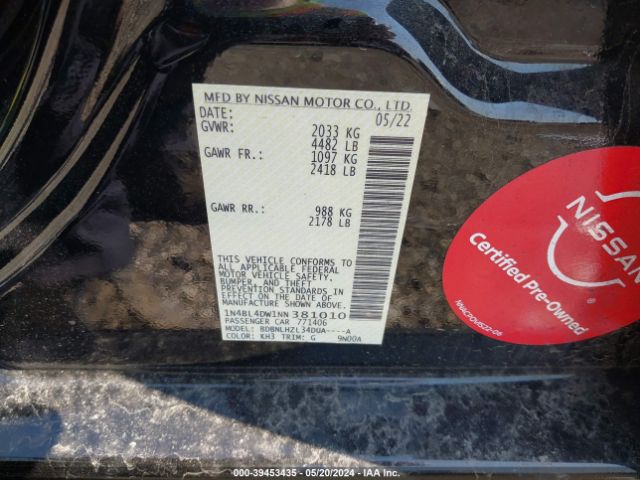 MFD BY NISSAN MOTOR CO., LTD.
DATE: 05/22
GVWR: 2033 KG
4482 LB
GAWR FR.: 1097 KG
2418 LB
GAWR RR.: 988 KG
2178 LB
THIS VEHICLE CONFORMS TO
ALL APPLICABLE FEDERAL
MOTOR VEHICLE SAFETY,
BUMPER, AND THEFT
PREVENTION STANDARDS IN
EFFECT ON THE DATE OF
MANUFACTURE SHOWN ABOVE.
1N4BL4DW1NN 381010
PASSENGER CAR 771406
MODEL: BDBNLHZL34DUA----A
COLOR: KH3 TRIM: G 9N00A
NISSAN
Certified Pre-Owned
000-39453435 - 05/20/2024 - IAA Inc.